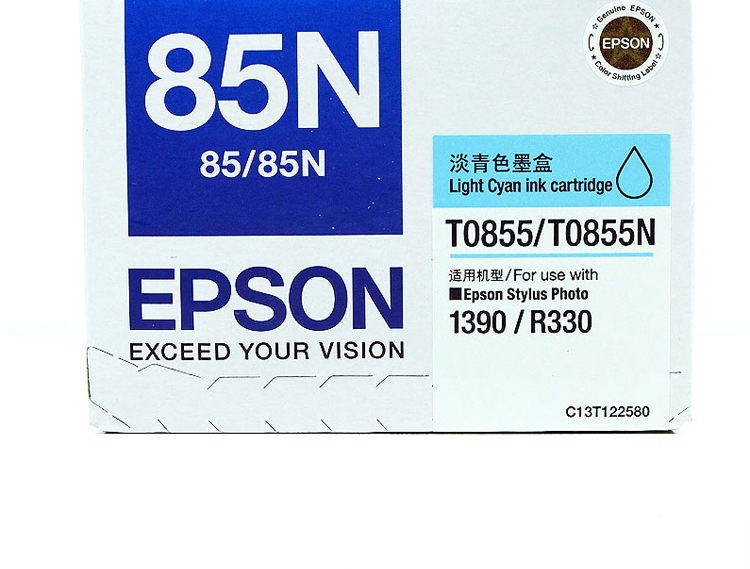 85N
85/85N
EPSON
EXCEED YOUR VISION
Genuine EPSON
EPSON
Color Shifting Label
淡青色墨盒
Light Cyan ink cartridge
T0855/T0855N
适用机型/For use with
■Epson Stylus Photo
1390 / R330
C13T122580